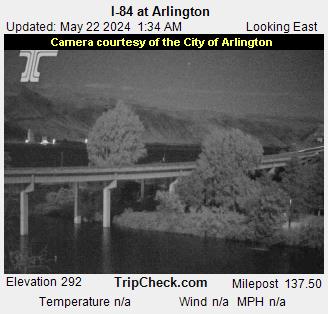 I-84 at Arlington
Updated: May 22 2024 1:34 AM Looking East
Camera courtesy of the City of Arlington
Elevation 292 TripCheck.com Milepost 137.50
Temperature n/a Wind n/a MPH n/a